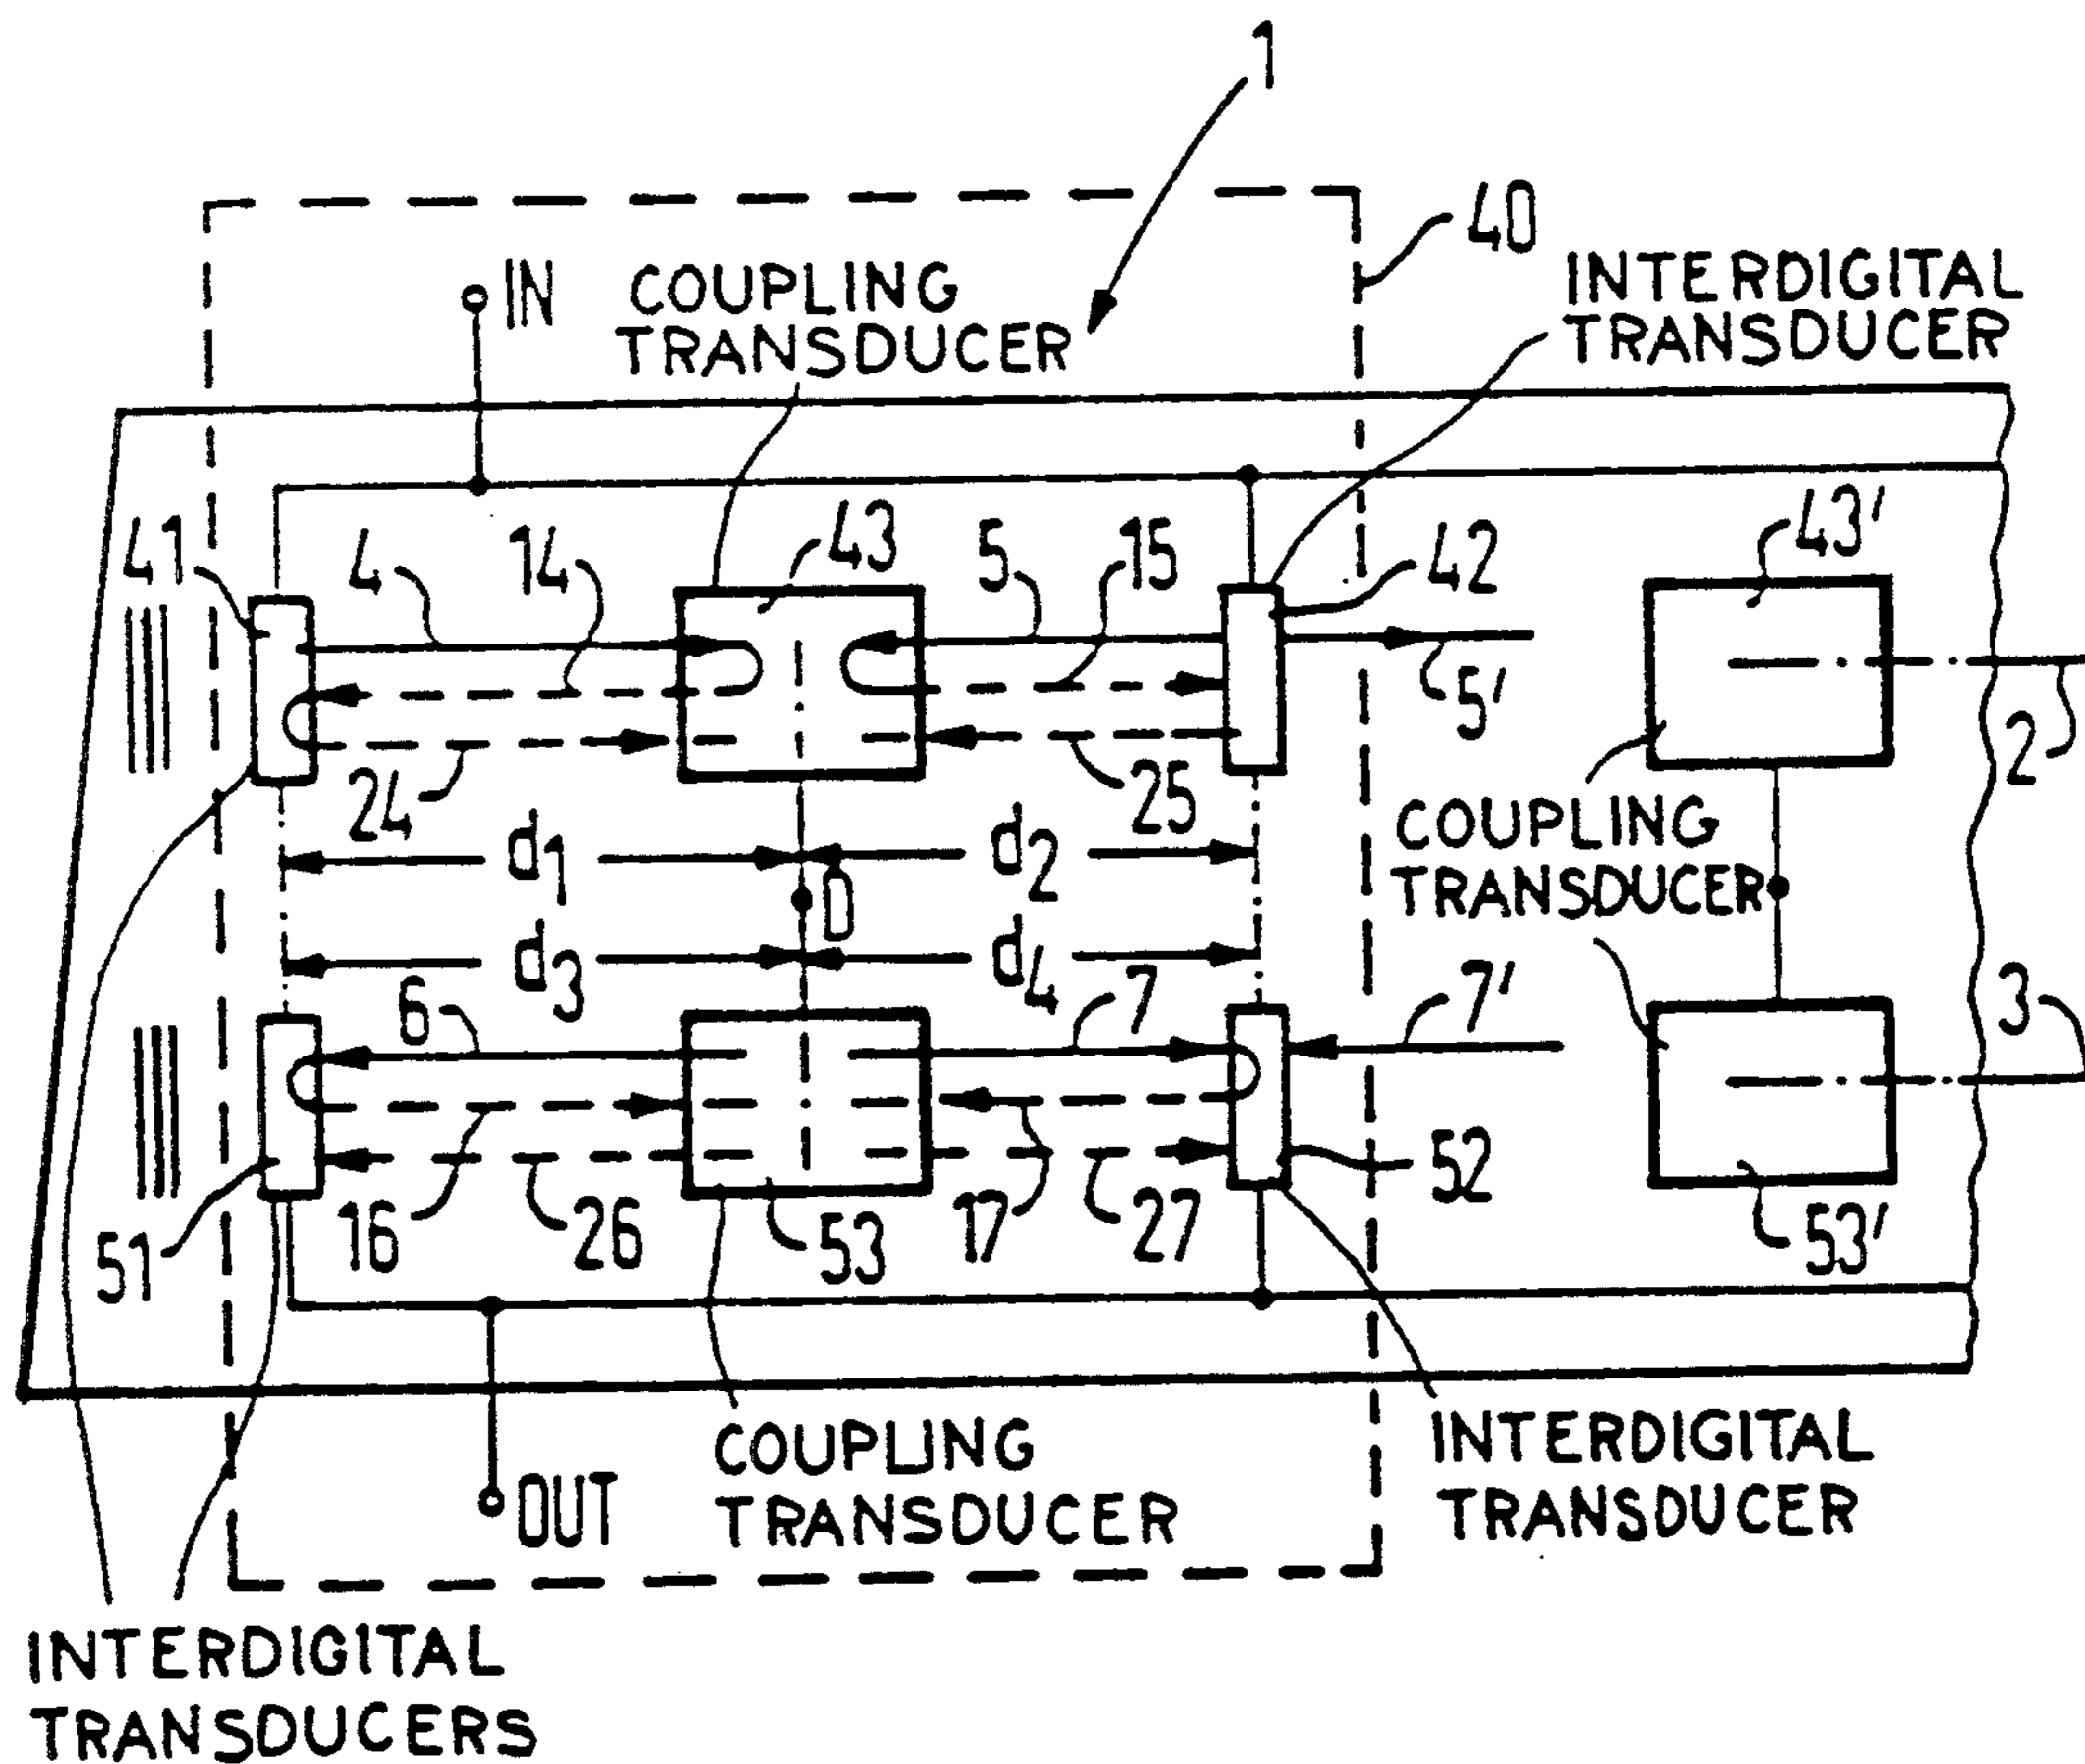 1
40
IN
COUPLING
TRANSDUCER
INTERDIGITAL
TRANSDUCER
41
4
14
43
5
15
42
43'
5'
2
24
25
d1
d2
COUPLING
TRANSDUCER
0
d3
d4
6
7
7'
3
51
16
26
53
17
27
52
53'
OUT
COUPLING
TRANSDUCER
INTERDIGITAL
TRANSDUCER
INTERDIGITAL
TRANSDUCERS